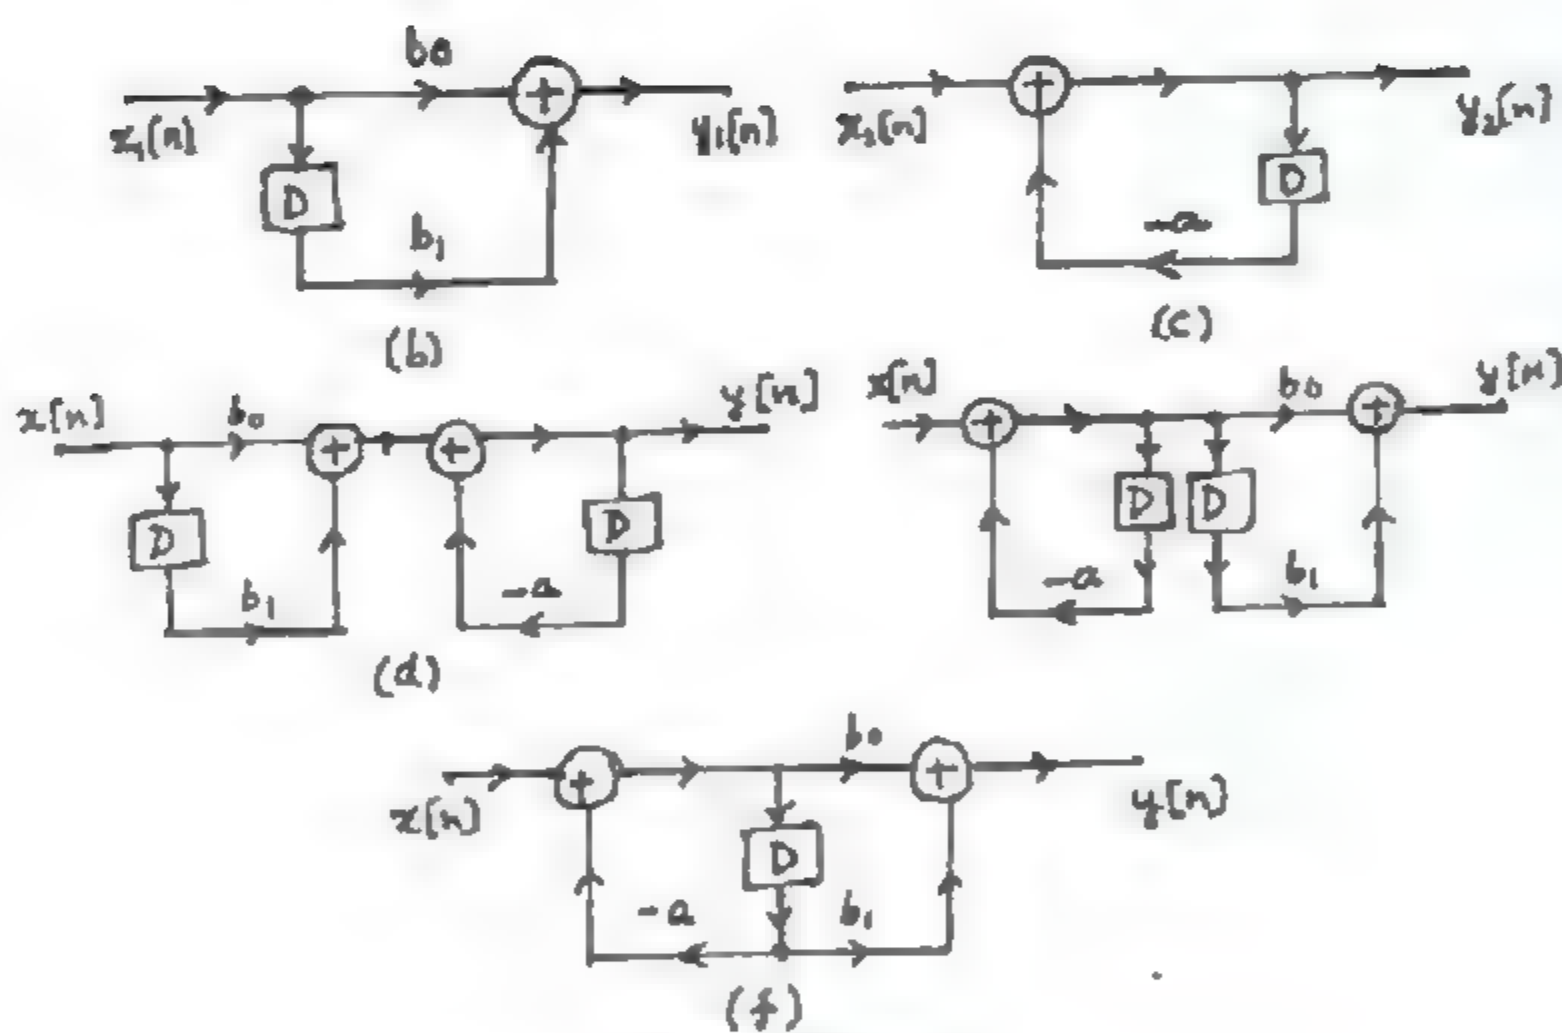 b0
+
x1[n]
y1[n]
D
b1
(b)
+
x2[n]
y2[n]
D
-a
(c)
x[n]
b0
+
+
y[n]
D
D
b1
-a
(d)
x[n]
+
b0
+
y[n]
D
D
-a
b1
b0
+
+
x[n]
y[n]
D
-a
b1
(f)